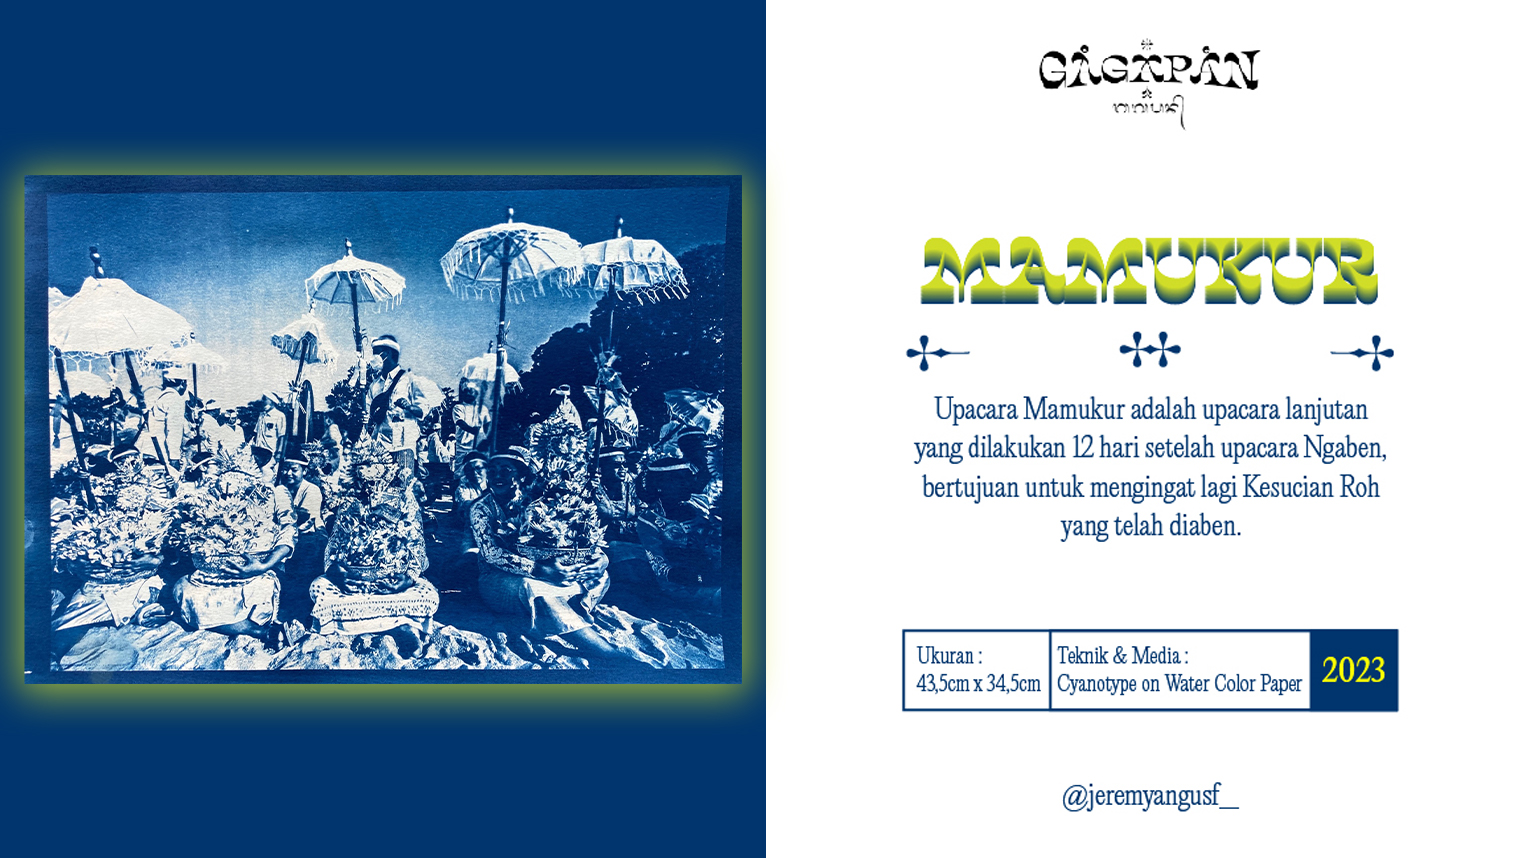 GAGAPAN
MAMUKUR
Upacara Mamukur adalah upacara lanjutan
yang dilakukan 12 hari setelah upacara Ngaben,
bertujuan untuk mengingat lagi Kesucian Roh
yang telah diaben.
Ukuran :
43,5cm x 34,5cm
Teknik & Media :
Cyanotype on Water Color Paper
2023
@jeremyangusf_